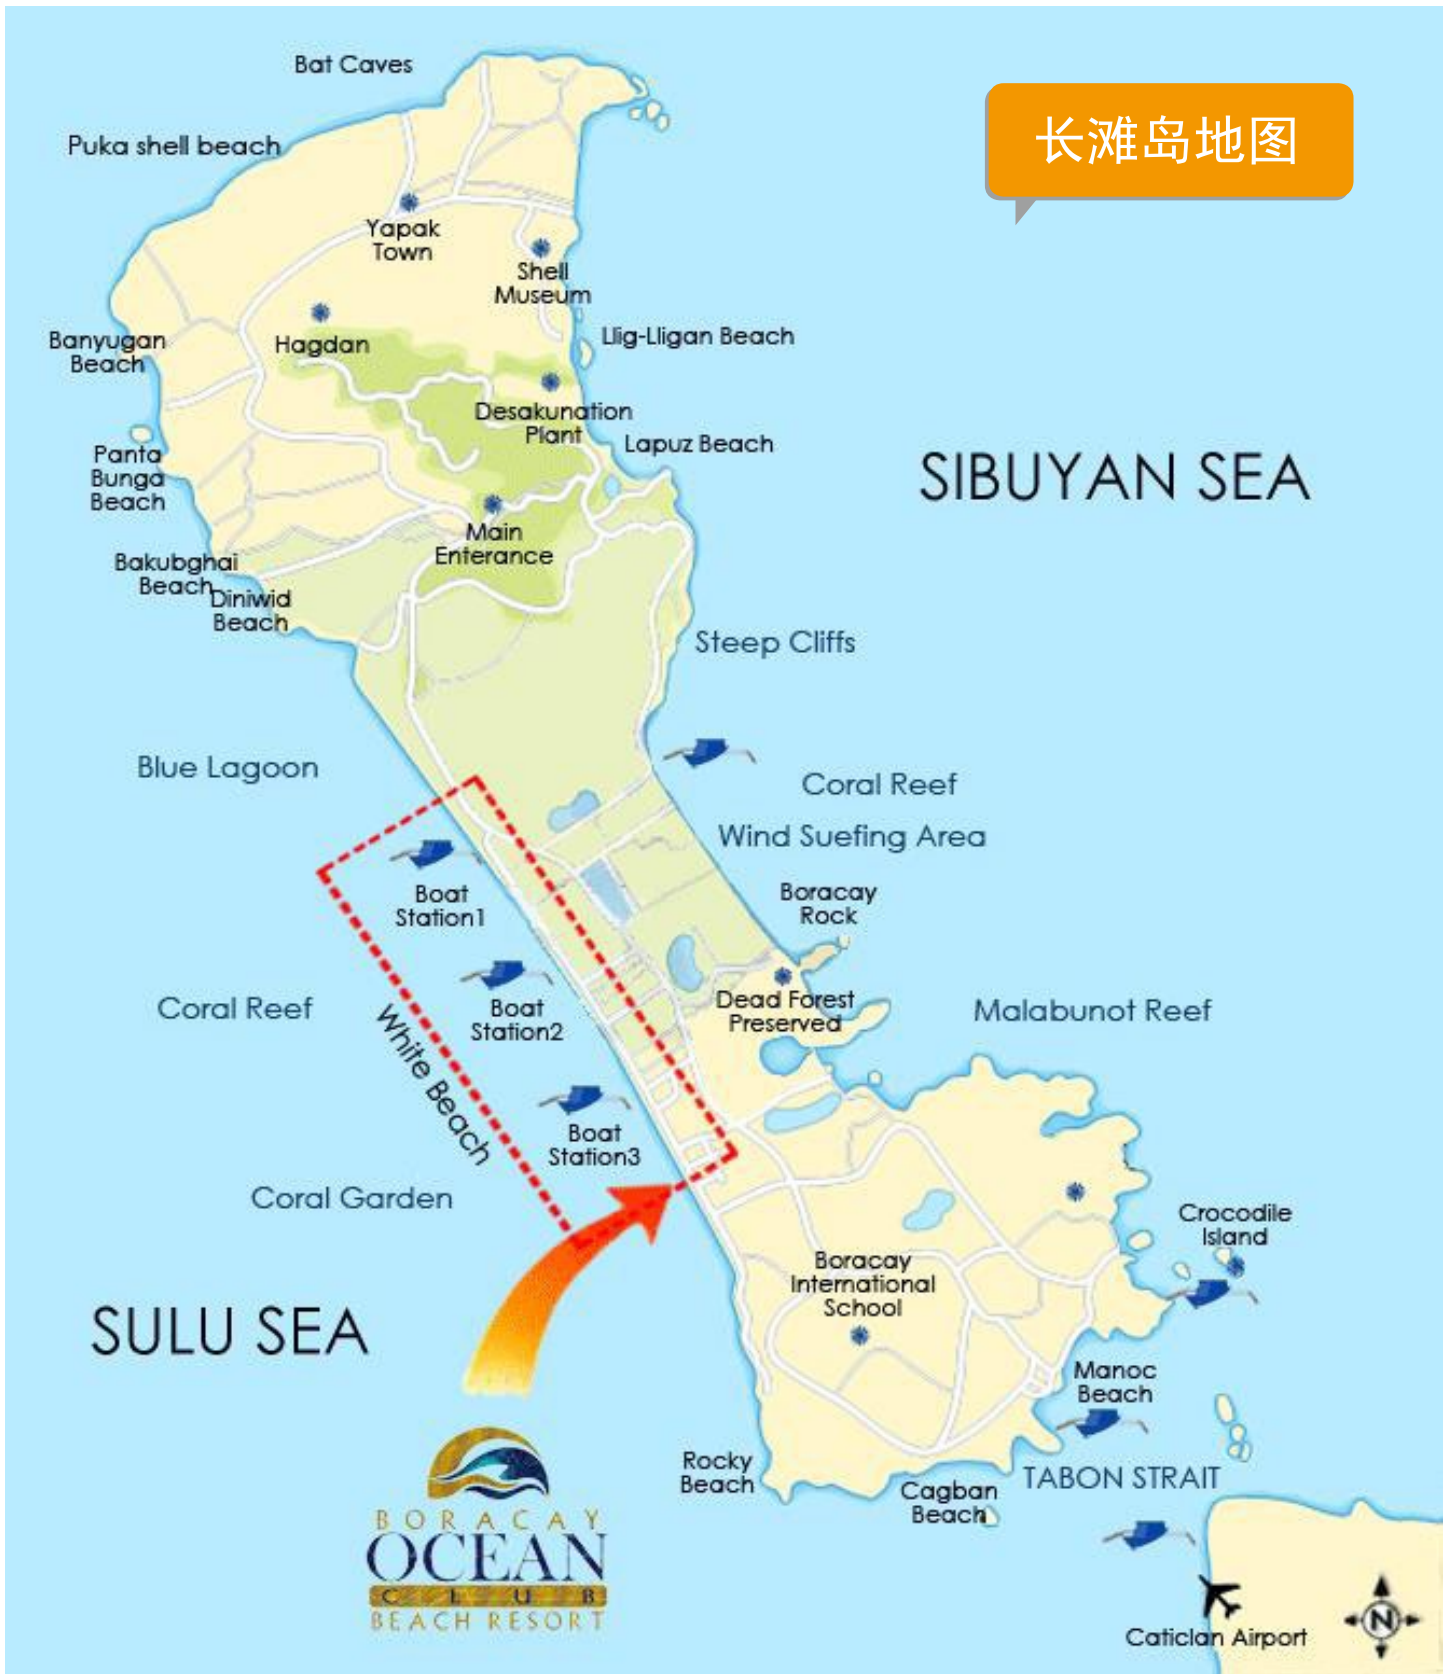 Bat Caves
长滩岛地图
Puka shell beach
Yapak
Town
Shell
Museum
Banyugan
Beach
Hagdan
Llig-Lligan Beach
Desakunation
Plant
Lapuz Beach
Panta
Bunga
Beach
SIBUYAN SEA
Main
Enterance
Bakubghai
Beach
Diniwid
Beach
Steep Cliffs
Blue Lagoon
Coral Reef
Wind Suefing Area
Boat
Station1
Boracay
Rock
Coral Reef
Boat
Station2
Dead Forest
Preserved
Malabunot Reef
White Beach
Boat
Station3
Coral Garden
Crocodile
Island
Boracay
International
School
SULU SEA
Manoc
Beach
Rocky
Beach
Cagban
Beach
TABON STRAIT
BORACAY
OCEAN
CLUB
BEACH RESORT
Caticlan Airport
N